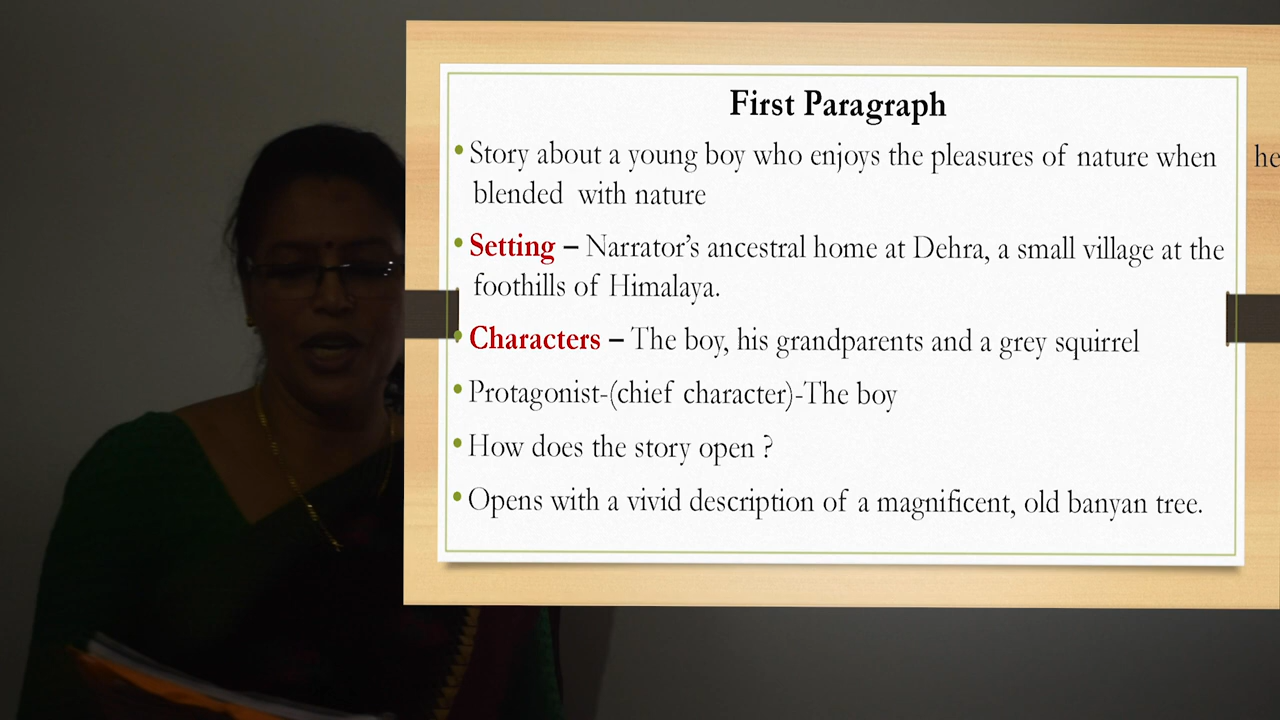 First Paragraph
• Story about a young boy who enjoys the pleasures of nature when he
blended with nature
• Setting – Narrator’s ancestral home at Dehra, a small village at the
foothills of Himalaya.
• Characters – The boy, his grandparents and a grey squirrel
• Protagonist-(chief character)-The boy
• How does the story open ?
• Opens with a vivid description of a magnificent, old banyan tree.